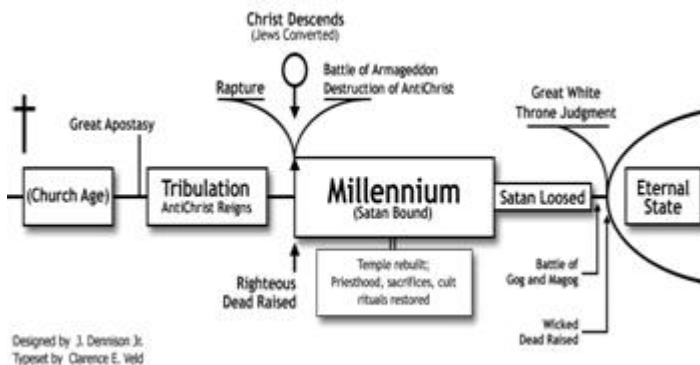 Christ Descends
(Jews Converted)
Rapture
Battle of Armageddon
Destruction of AntiChrist
Great White
Throne Judgment
Great Apostasy
(Church Age)
Tribulation
AntiChrist Reigns
Millennium
(Satan Bound)
Satan Loosed
Eternal
State
Righteous
Dead Raised
Temple rebuilt;
Priesthood, sacrifices, cult
rituals restored
Battle of
Gog and Magog
Wicked
Dead Raised
Designed by J. Dennison Jr.
Typeset by Clarence E. Veld